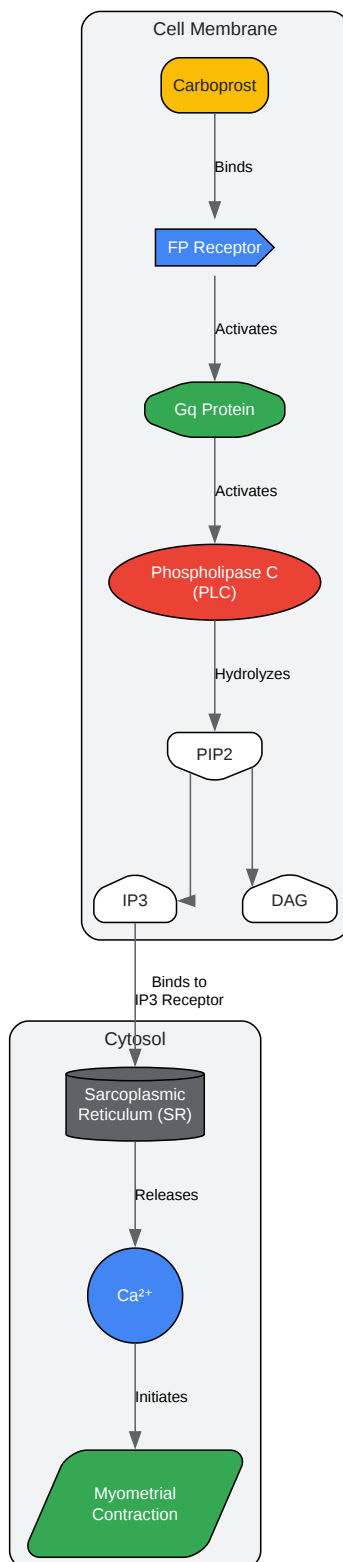 Cell Membrane
Carboprost
Binds
FP Receptor
Activates
Gq Protein
Activates
Phospholipase C
(PLC)
Hydrolyzes
PIP2
IP3
DAG
Binds to
IP3 Receptor
Cytosol
Sarcoplasmic
Reticulum (SR)
Releases
Ca²⁺
Initiates
Myometrial
Contraction